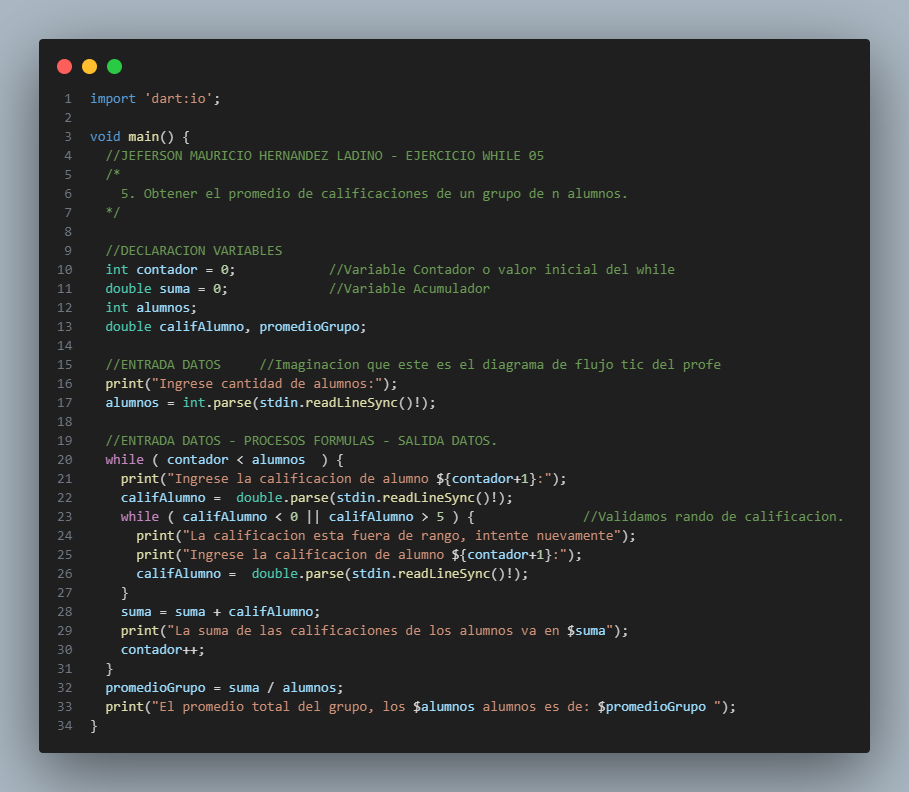 1 import 'dart:io';
2
3 void main() {
4 //JEFERSON MAURICIO HERNANDEZ LADINO - EJERCICIO WHILE 05
5 /*
6 5. Obtener el promedio de calificaciones de un grupo de n alumnos.
7 */
8
9 //DECLARACION VARIABLES
10 int contador = 0; //Variable Contador o valor inicial del while
11 double suma = 0; //Variable Acumulador
12 int alumnos;
13 double califAlumno, promedioGrupo;
14
15 //ENTRADA DATOS //Imaginacion que este es el diagrama de flujo tic del profe
16 print("Ingrese cantidad de alumnos:");
17 alumnos = int.parse(stdin.readLineSync()!);
18
19 //ENTRADA DATOS - PROCESOS FORMULAS - SALIDA DATOS.
20 while ( contador < alumnos ) {
21 print("Ingrese la calificacion de alumno ${contador+1}:");
22 califAlumno = double.parse(stdin.readLineSync()!);
23 while ( califAlumno < 0 || califAlumno > 5 ) { //Validamos rando de calificacion.
24 print("La calificacion esta fuera de rango, intente nuevamente");
25 print("Ingrese la calificacion de alumno ${contador+1}:");
26 califAlumno = double.parse(stdin.readLineSync()!);
27 }
28 suma = suma + califAlumno;
29 print("La suma de las calificaciones de los alumnos va en $suma");
30 contador++;
31 }
32 promedioGrupo = suma / alumnos;
33 print("El promedio total del grupo, los $alumnos alumnos es de: $promedioGrupo ");
34 }